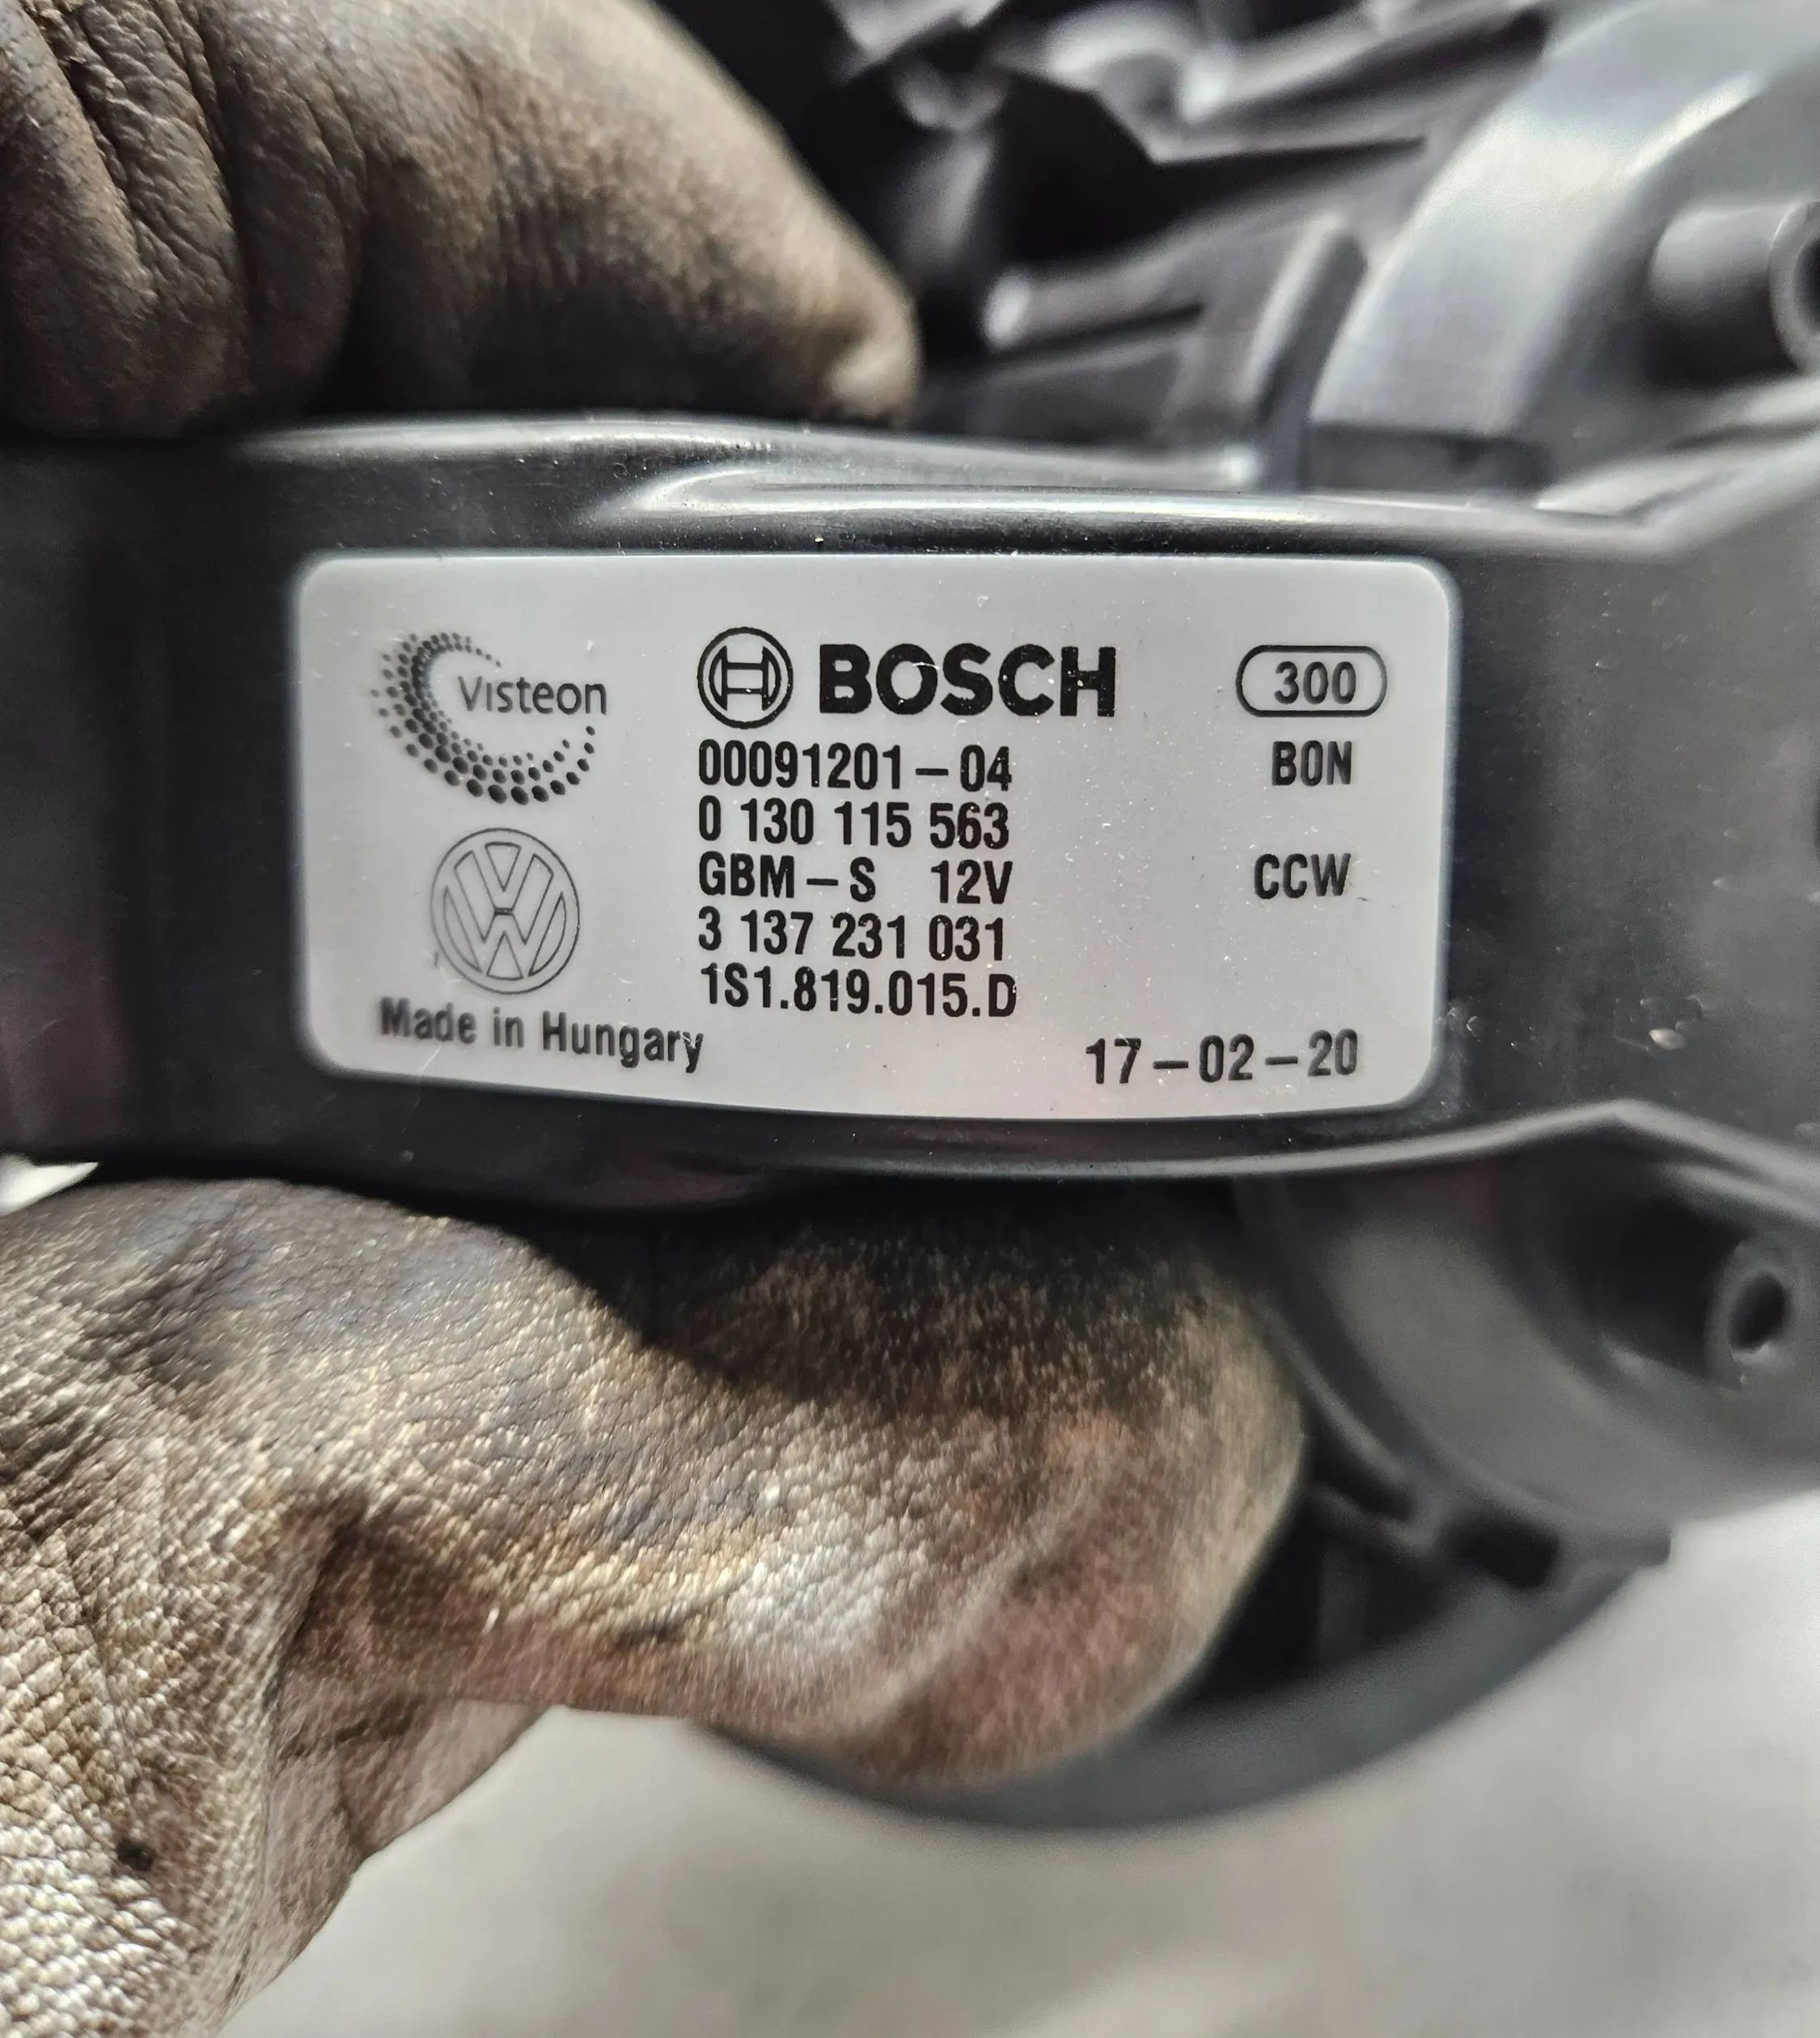 Visteon
BOSCH
300
00091201-04
BON
0 130 115 563
GBM-S 12V
CCW
3 137 231 031
1S1.819.015.D
Made in Hungary
17-02-20